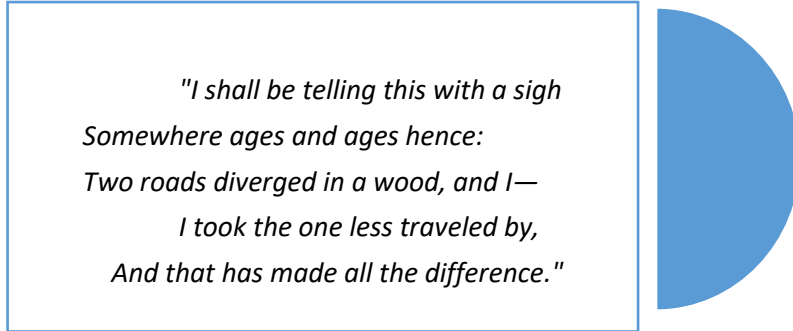 "I shall be telling this with a sigh
Somewhere ages and ages hence:
Two roads diverged in a wood, and I—
I took the one less traveled by,
And that has made all the difference."